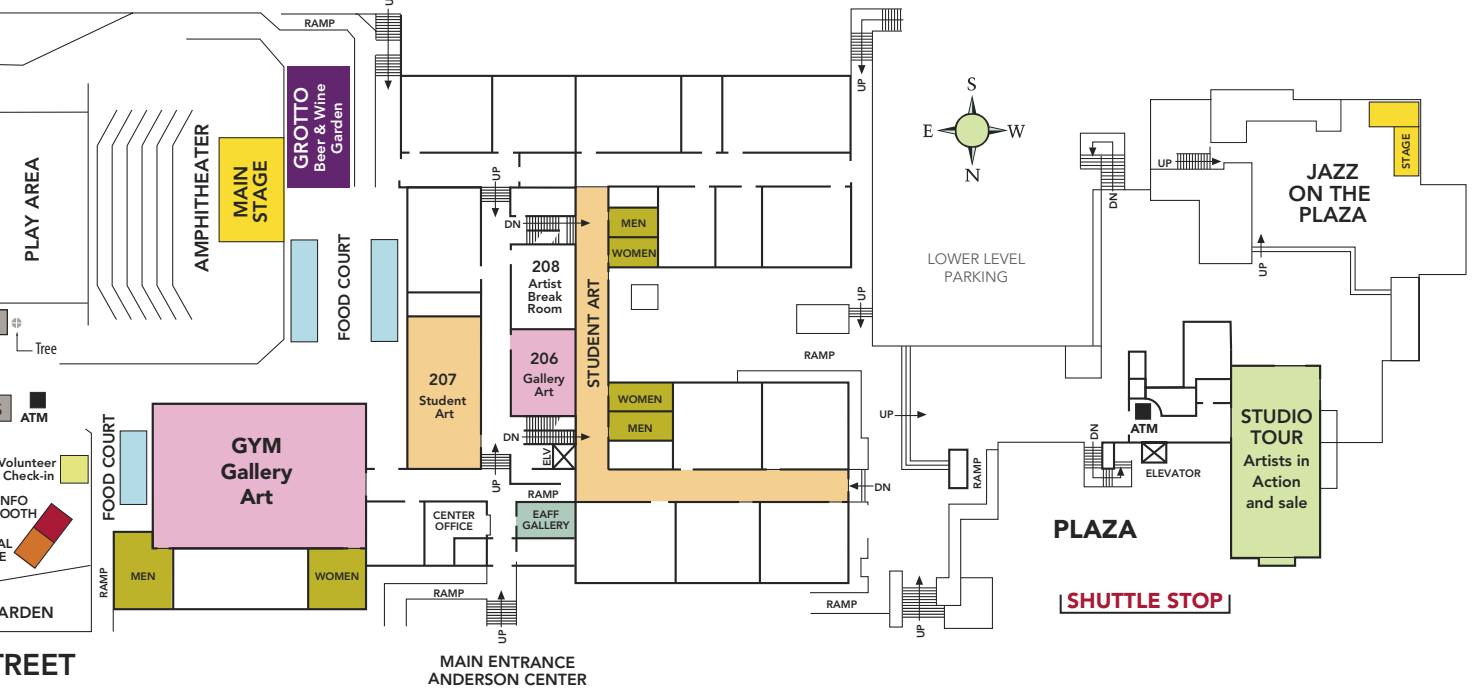 UP
RAMP
GROTTO
Beer & Wine
Garden
PLAY AREA
AMPHITHEATER
MAIN
STAGE
FOOD COURT
Tree
ATM
FOOD COURT
Volunteer
Check-in
NFO
OOTH
AL
E
RAMP
ARDEN
TREET
GYM
Gallery
Art
MEN
WOMEN
UP
DN
208
Artist
Break
Room
206
Gallery
Art
207
Student
Art
DN
ELV
UP
RAMP
CENTER
OFFICE
EAFF
GALLERY
RAMP
UP
MAIN ENTRANCE
ANDERSON CENTER
STUDENT ART
MEN
WOMEN
WOMEN
MEN
DN
UP
UP
RAMP
UP
RAMP
UP
RAMP
S
E
W
N
LOWER LEVEL
PARKING
DN
UP
STAGE
JAZZ
ON THE
PLAZA
UP
ATM
DN
ELEVATOR
STUDIO
TOUR
Artists in
Action
and sale
PLAZA
SHUTTLE STOP